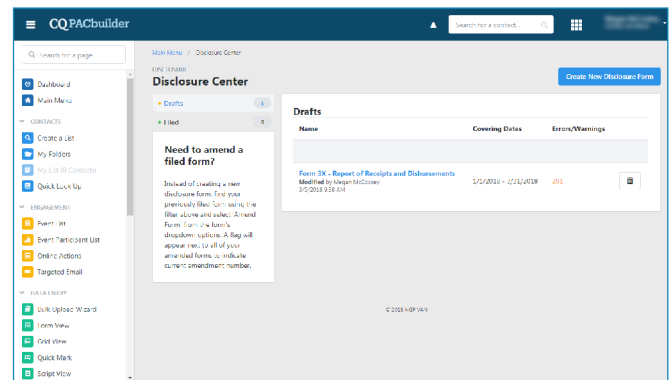 CQ PACbuilder
Search for a contact...
Search for a page
Main Menu / Disclosure Center
DISCLOSURE
Disclosure Center
Create New Disclosure Form
Dashboard
Main Menu
CONTACTS
Create a List
My Folders
My List (0 Contacts)
Quick Look Up
ENGAGEMENT
Event List
Event Participant List
Online Actions
Targeted Email
DATA ENTRY
Bulk Upload Wizard
Form View
Grid View
Quick Mark
Script View
Drafts 1
Filed
Need to amend a
filed form?
Instead of creating a new
disclosure form, find your
previously filed form using the
filter above and select 'Amend
Form' from the form's
dropdown options. A flag will
appear next to all of your
amended forms to indicate
current amendment number.
Drafts
Name Covering Dates Errors/Warnings
Form 3X - Report of Receipts and Disbursements
Modified by Megan
3/5/2018 9:38 AM
1/1/2018 - 3/31/2018
© 2018 NGP VAN